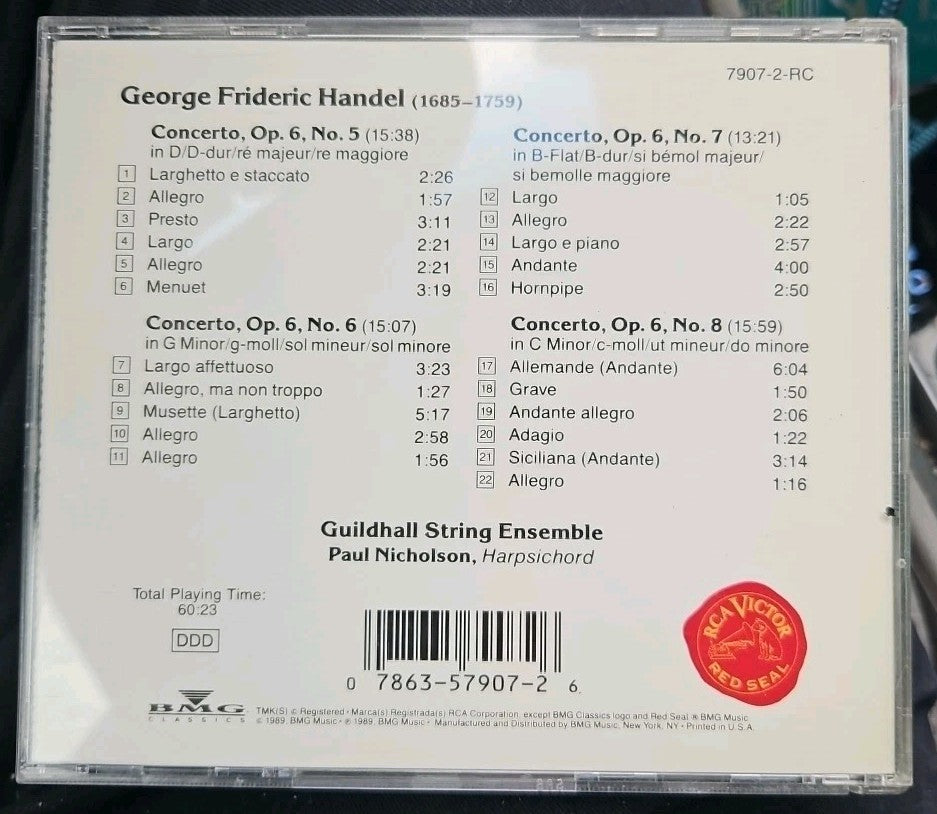 7907-2-RC
George Frideric Handel (1685–1759)
Concerto, Op. 6, No. 5 (15:38)
in D/D-dur/ré majeur/re maggiore
1 Larghetto e staccato 2:26
2 Allegro 1:57
3 Presto 3:11
4 Largo 2:21
5 Allegro 2:21
6 Menuet 3:19
Concerto, Op. 6, No. 6 (15:07)
in G Minor/g-moll/sol mineur/sol minore
7 Largo affettuoso 3:23
8 Allegro, ma non troppo 1:27
9 Musette (Larghetto) 5:17
10 Allegro 2:58
11 Allegro 1:56
Concerto, Op. 6, No. 7 (13:21)
in B-Flat/B-dur/si bémol majeur/
si bemolle maggiore
12 Largo 1:05
13 Allegro 2:22
14 Largo e piano 2:57
15 Andante 4:00
16 Hornpipe 2:50
Concerto, Op. 6, No. 8 (15:59)
in C Minor/c-moll/ut mineur/do minore
17 Allemande (Andante) 6:04
18 Grave 1:50
19 Andante allegro 2:06
20 Adagio 1:22
21 Siciliana (Andante) 3:14
22 Allegro 1:16
Guildhall String Ensemble
Paul Nicholson, Harpsichord
Total Playing Time:
60:23
DDD
0 7863-57907-2 6
RCA VICTOR
RED SEAL
BMG
CLASSICS
TMK(S) ® Registered · Marca(s) Registrada(s) RCA Corporation, except BMG Classics logo and Red Seal ® BMG Music
© 1989, BMG Music · ℗ 1989, BMG Music · Manufactured and Distributed by BMG Music, New York, NY · Printed in U.S.A.